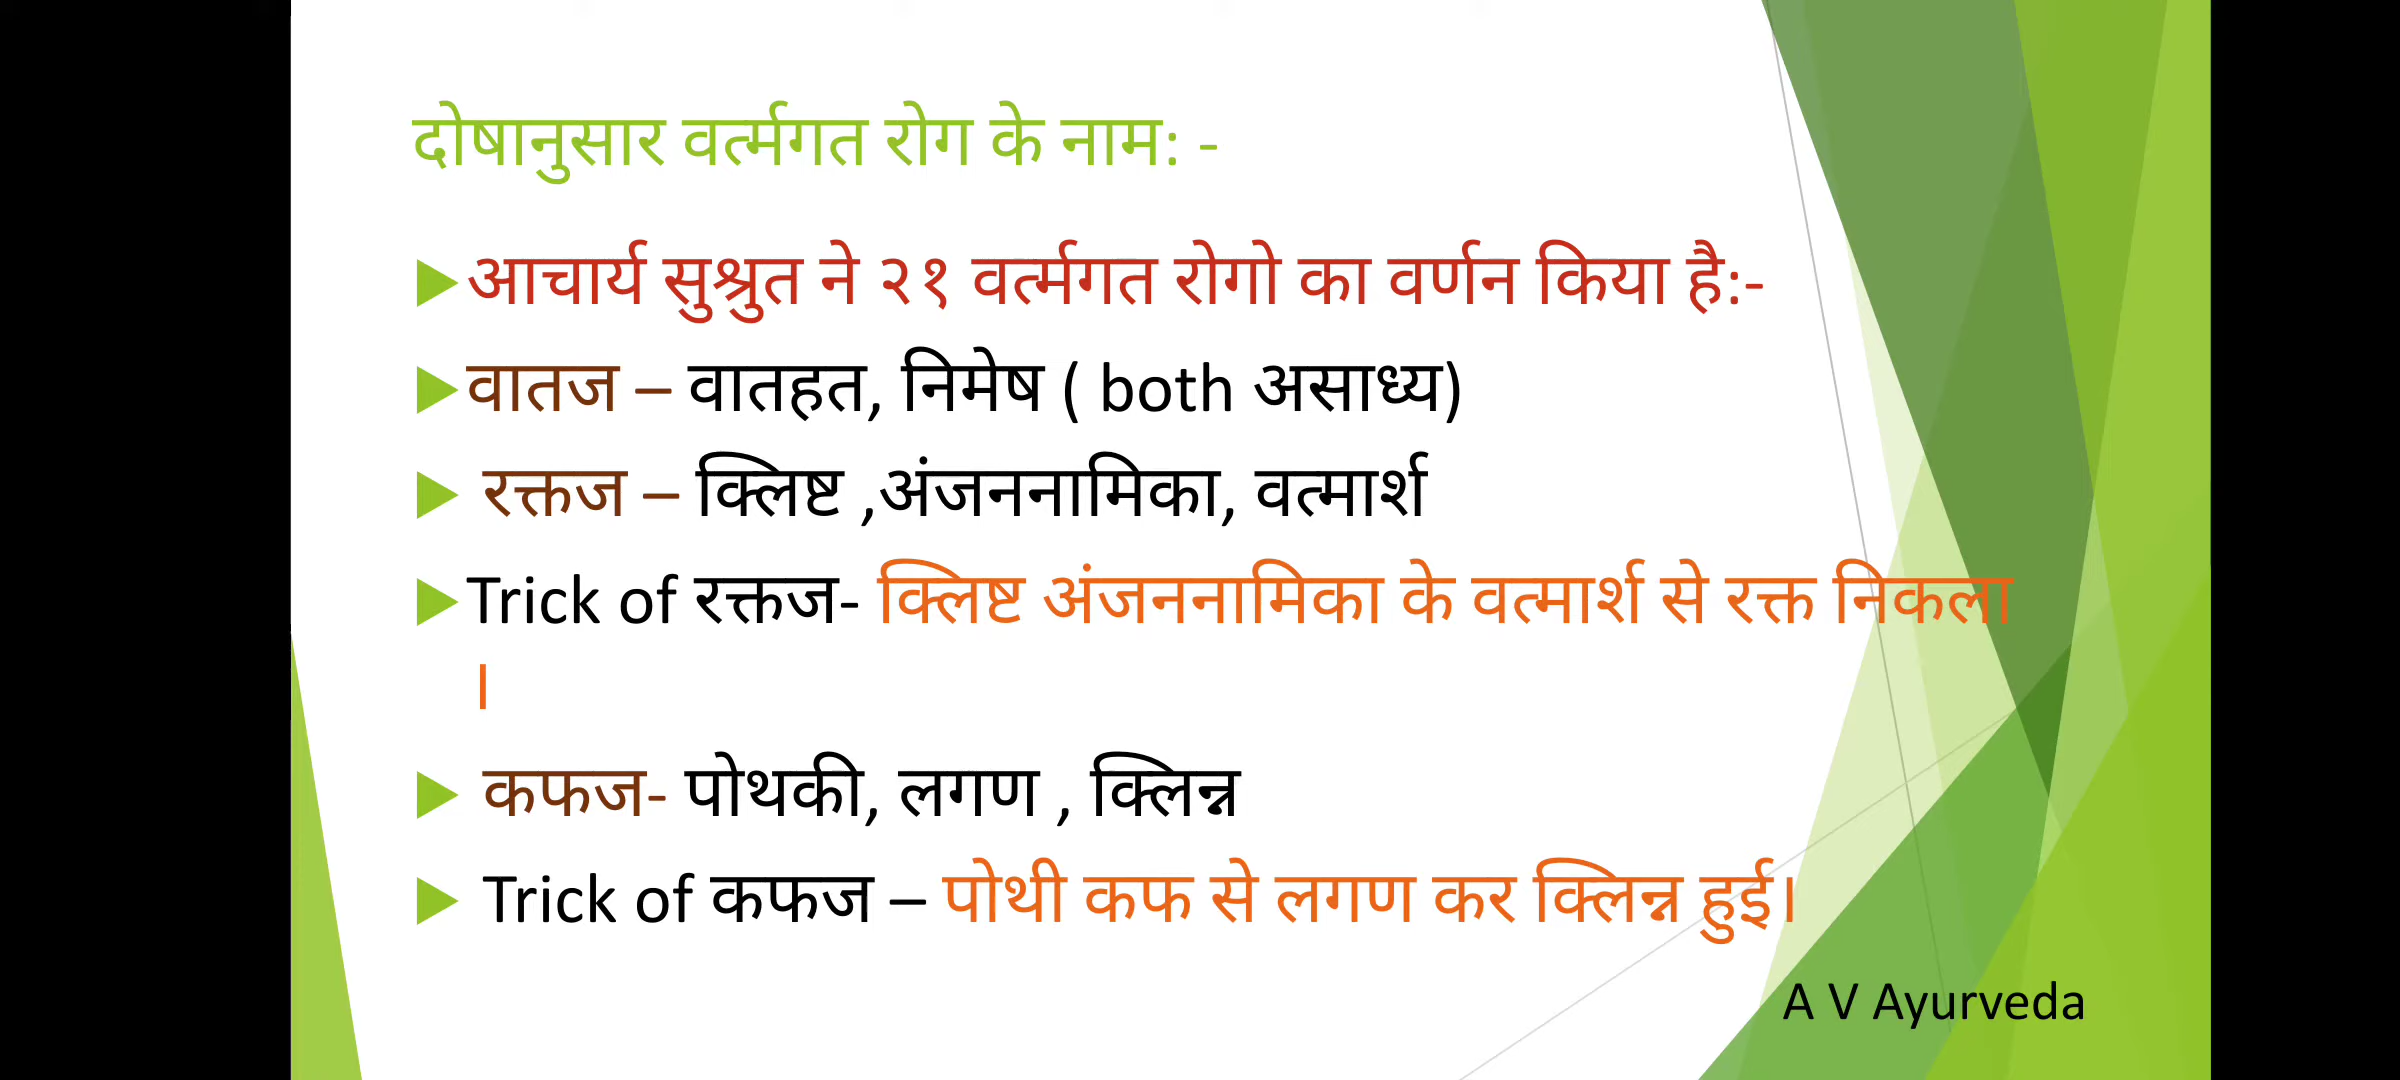 दोषानुसार वर्त्मगत रोग के नाम: -
आचार्य सुश्रुत ने २१ वर्त्मगत रोगो का वर्णन किया है:-
वातज – वातहत, निमेष ( both असाध्य)
रक्तज – क्लिष्ट ,अंजननामिका, वत्मार्श
Trick of रक्तज- क्लिष्ट अंजननामिका के वत्मार्श से रक्त निकला
।
कफज- पोथकी, लगण , क्लिन्न
Trick of कफज – पोथी कफ से लगण कर क्लिन्न हुई।
A V Ayurveda